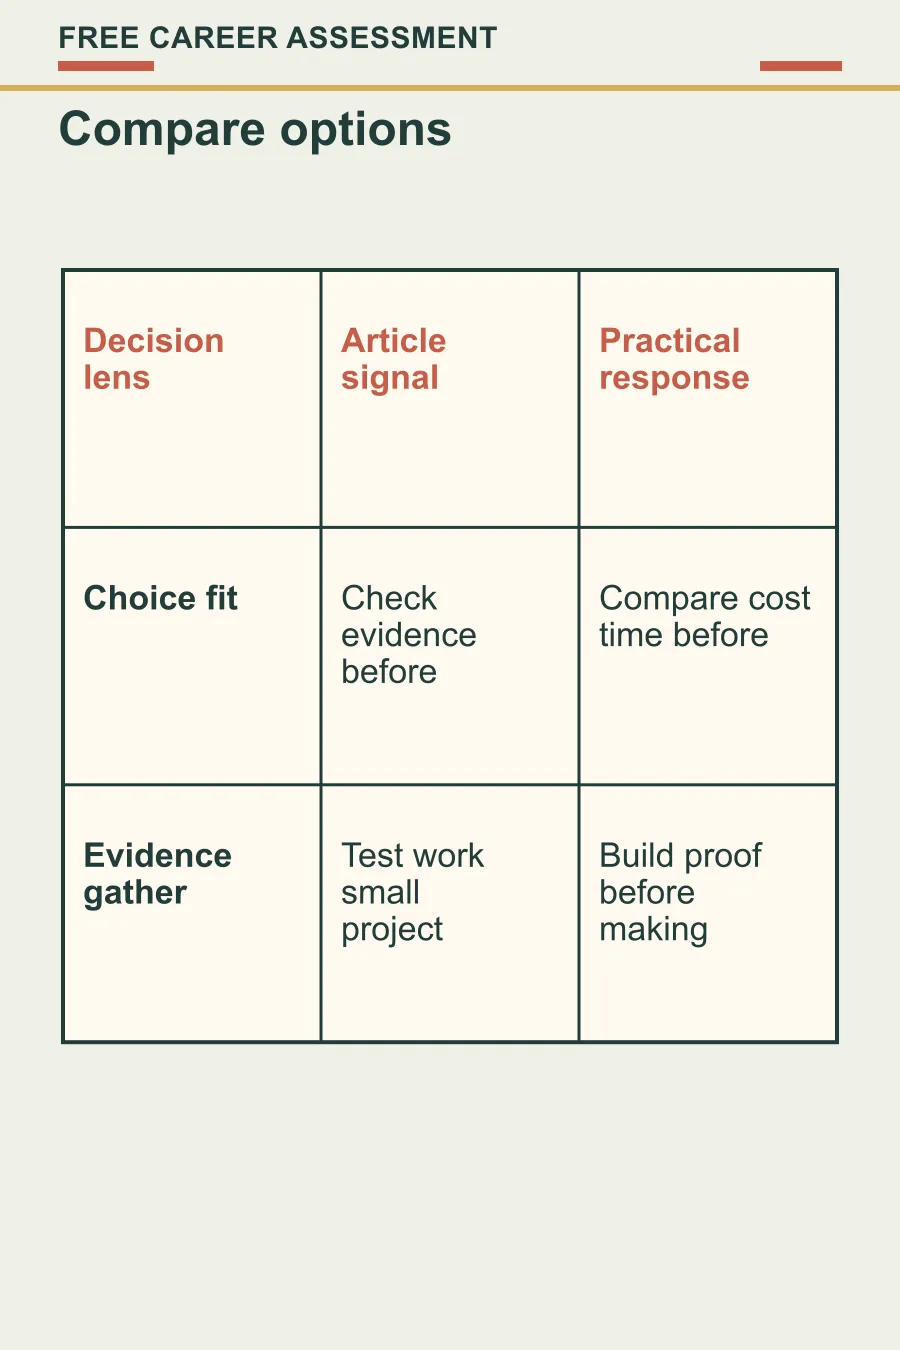 FREE CAREER ASSESSMENT
Compare options
Decision
lens
Article
signal
Practical
response
Choice fit
Check
evidence
before
Compare cost
time before
Evidence
gather
Test work
small
project
Build proof
before
making